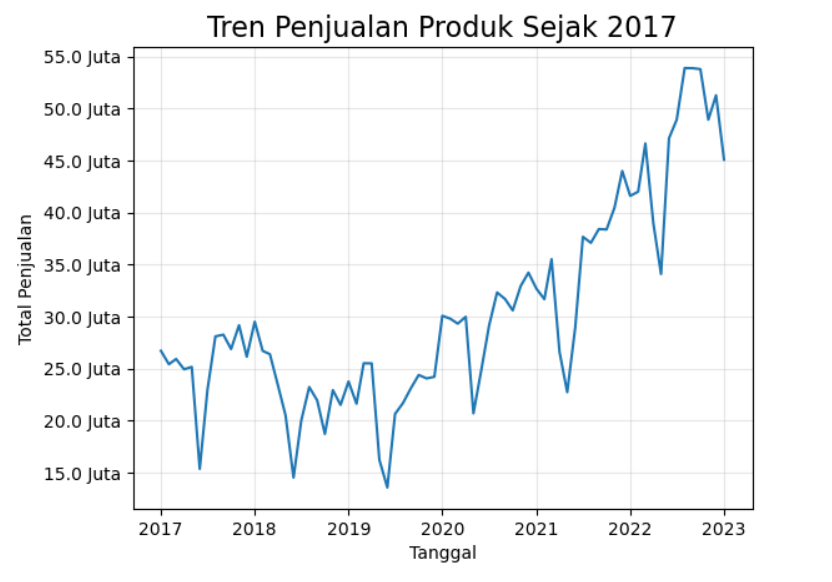 Tren Penjualan Produk Sejak 2017
55.0 Juta
50.0 Juta
45.0 Juta
40.0 Juta
35.0 Juta
30.0 Juta
25.0 Juta
20.0 Juta
15.0 Juta
Total Penjualan
2017 2018 2019 2020 2021 2022 2023
Tanggal